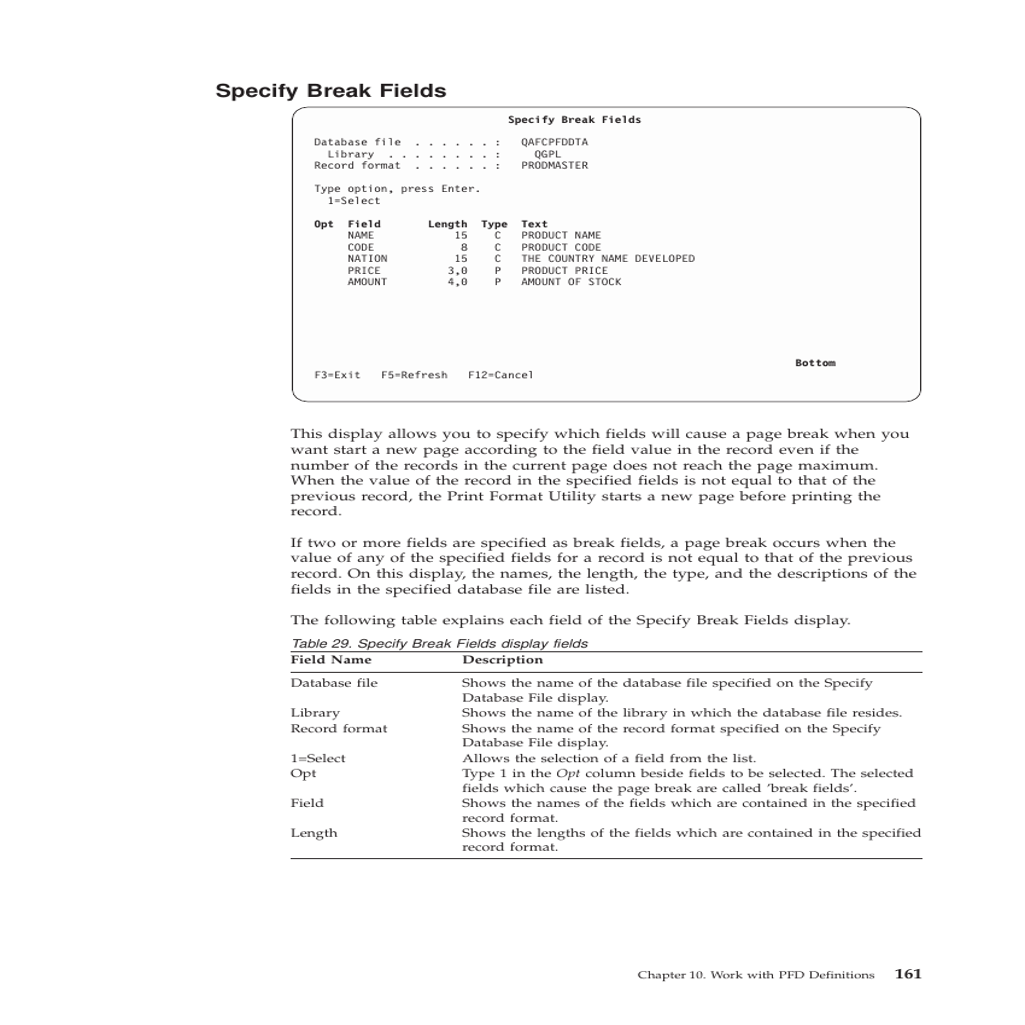 Specify Break Fields
Specify Break Fields
Database file . . . . . . : QAFCPFDDTA
Library . . . . . . . . : QGPL
Record format . . . . . . : PRODMASTER
Type option, press Enter.
1=Select
Opt Field Length Type Text
NAME 15 C PRODUCT NAME
CODE 8 C PRODUCT CODE
NATION 15 C THE COUNTRY NAME DEVELOPED
PRICE 3,0 P PRODUCT PRICE
AMOUNT 4,0 P AMOUNT OF STOCK
Bottom
F3=Exit F5=Refresh F12=Cancel
This display allows you to specify which fields will cause a page break when you
want start a new page according to the field value in the record even if the
number of the records in the current page does not reach the page maximum.
When the value of the record in the specified fields is not equal to that of the
previous record, the Print Format Utility starts a new page before printing the
record.
If two or more fields are specified as break fields, a page break occurs when the
value of any of the specified fields for a record is not equal to that of the previous
record. On this display, the names, the length, the type, and the descriptions of the
fields in the specified database file are listed.
The following table explains each field of the Specify Break Fields display.
Table 29. Specify Break Fields display fields
Field Name Description
Database file Shows the name of the database file specified on the Specify
Database File display.
Library Shows the name of the library in which the database file resides.
Record format Shows the name of the record format specified on the Specify
Database File display.
1=Select Allows the selection of a field from the list.
Opt Type 1 in the Opt column beside fields to be selected. The selected
fields which cause the page break are called ’break fields’.
Field Shows the names of the fields which are contained in the specified
record format.
Length Shows the lengths of the fields which are contained in the specified
record format.
Chapter 10. Work with PFD Definitions 161